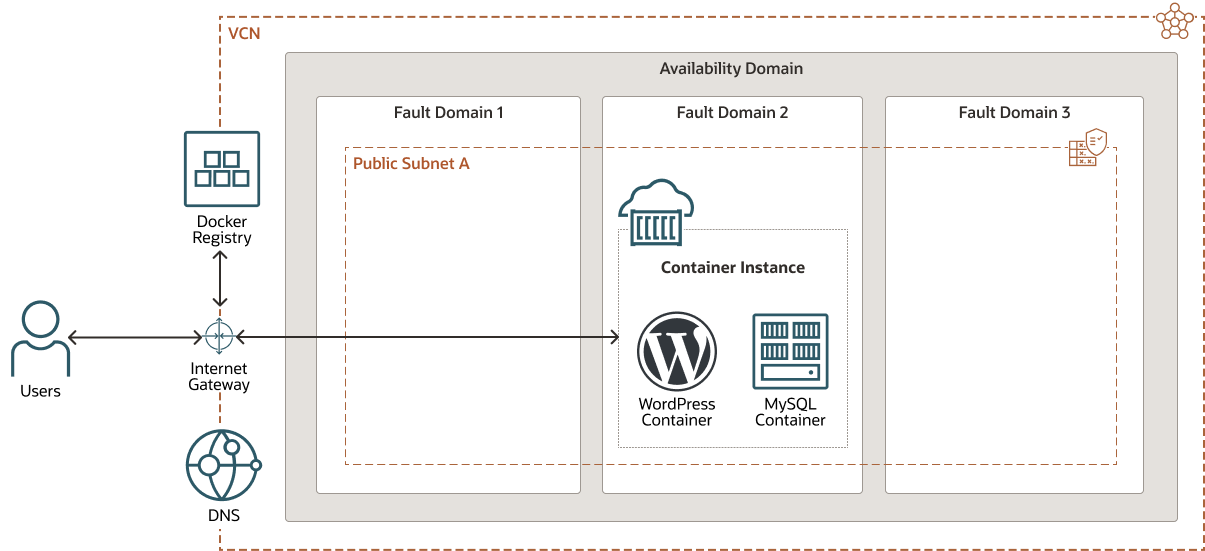 VCN
Availability Domain
Fault Domain 1
Fault Domain 2
Fault Domain 3
Public Subnet A
Docker
Registry
Container Instance
Users
Internet
Gateway
WordPress
Container
MySQL
Container
DNS